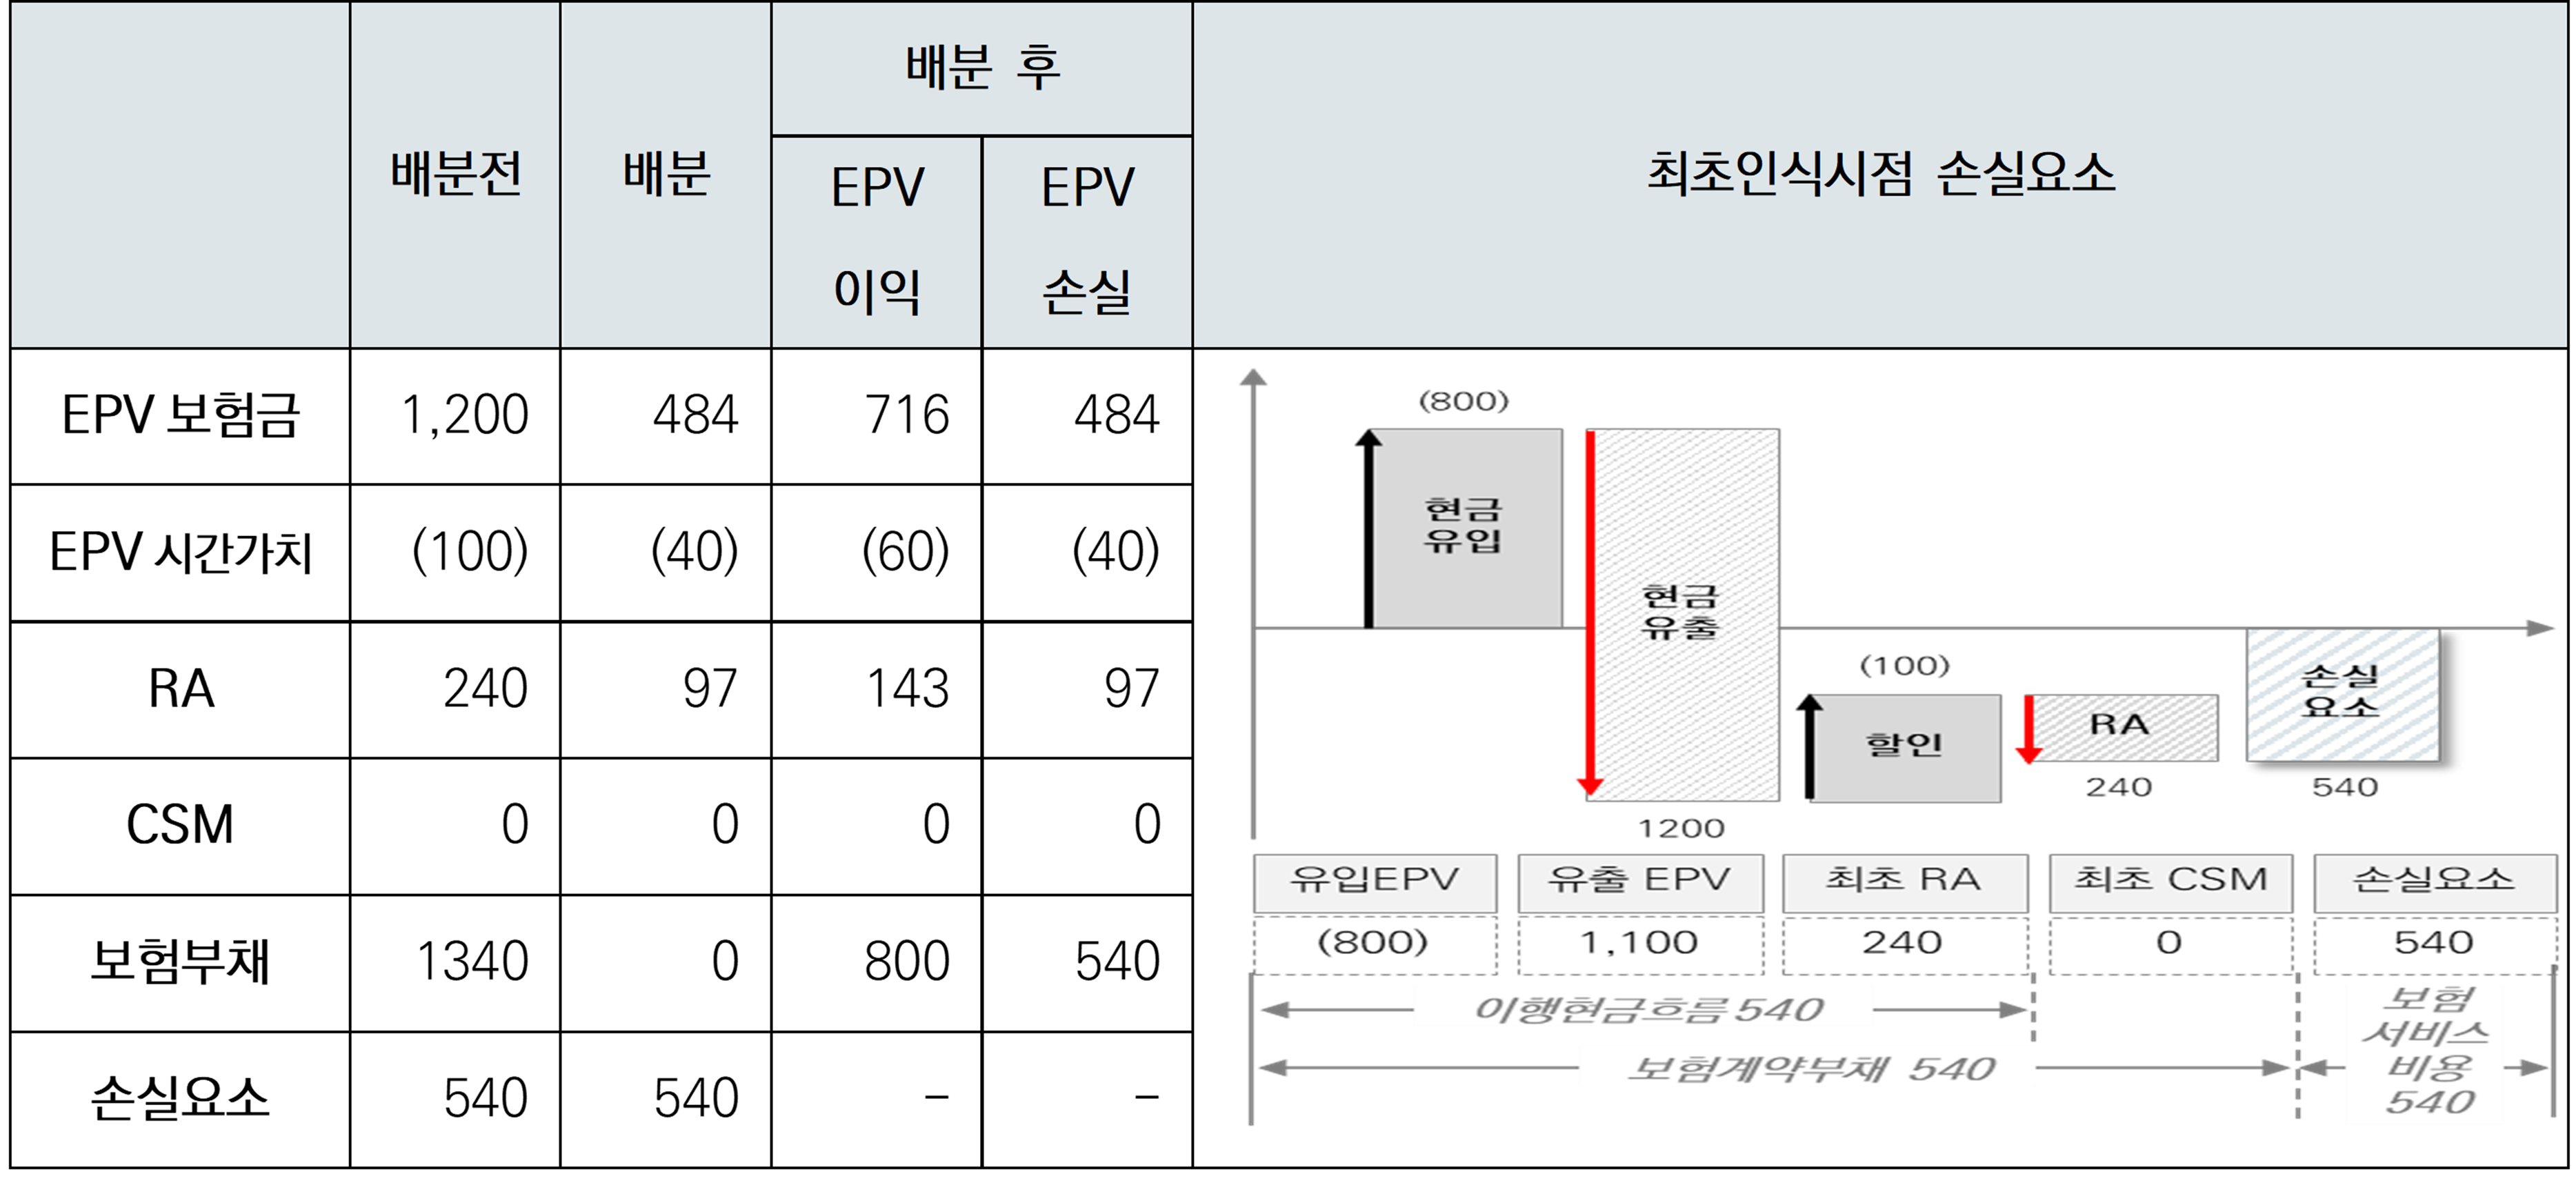 배분전
배분
배분 후
최초인식시점 손실요소
EPV
이익
EPV
손실
EPV 보험금 1,200 484 716 484
EPV 시간가치 (100) (40) (60) (40)
RA 240 97 143 97
CSM 0 0 0 0
보험부채 1340 0 800 540
손실요소 540 540 - -
(800)
현금
유입
현금
유출
1200
(100)
할인
RA
240
손실
요소
540
유입EPV 유출 EPV 최초 RA 최초 CSM 손실요소
(800) 1,100 240 0 540
이행현금흐름 540
보험계약부채 540
보험
서비스
비용
540